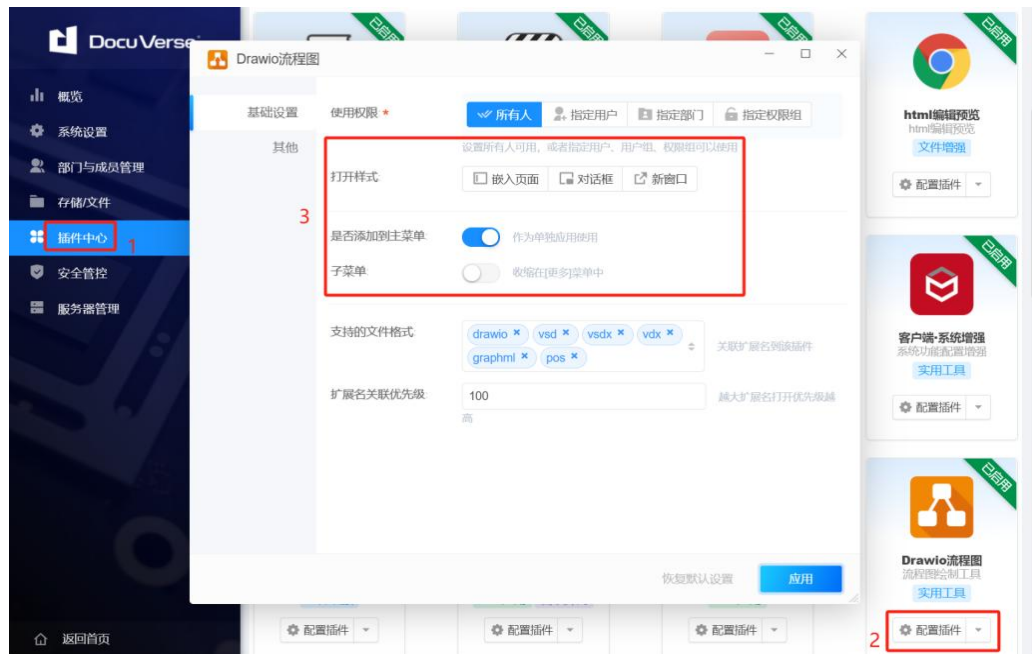 DocuVerse
概览
系统设置
部门与成员管理
存储/文件
插件中心
1
安全管控
服务器管理
返回首页
已启用
已启用
已启用
已启用
Drawio流程图
基础设置
其他
使用权限 *
所有人
指定用户
指定部门
指定权限组
设置所有人可用，或者指定用户、用户组、权限组可以使用
打开样式
嵌入页面
对话框
新窗口
3
是否添加到主菜单
作为单独应用使用
子菜单
收缩在[更多]菜单中
支持的文件格式
drawio × vsd × vsdx × vdx ×
graphml × pos ×
关联扩展名到该插件
扩展名关联优先级
100
越大扩展名打开优先级越
高
恢复默认设置
应用
配置插件
配置插件
配置插件
html编辑预览
html编辑预览
文件增强
配置插件
已启用
客户端·系统增强
系统功能配置增强
实用工具
配置插件
已启用
Drawio流程图
流程图绘制工具
实用工具
2
配置插件